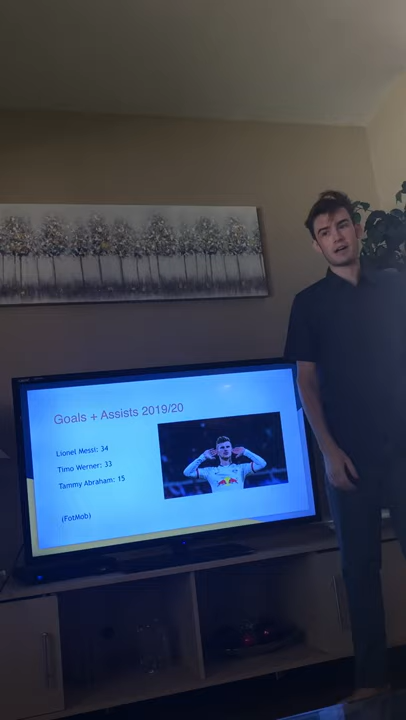 Goals + Assists 2019/20
Lionel Messi: 34
Timo Werner: 33
Tammy Abraham: 15
(FotMob)